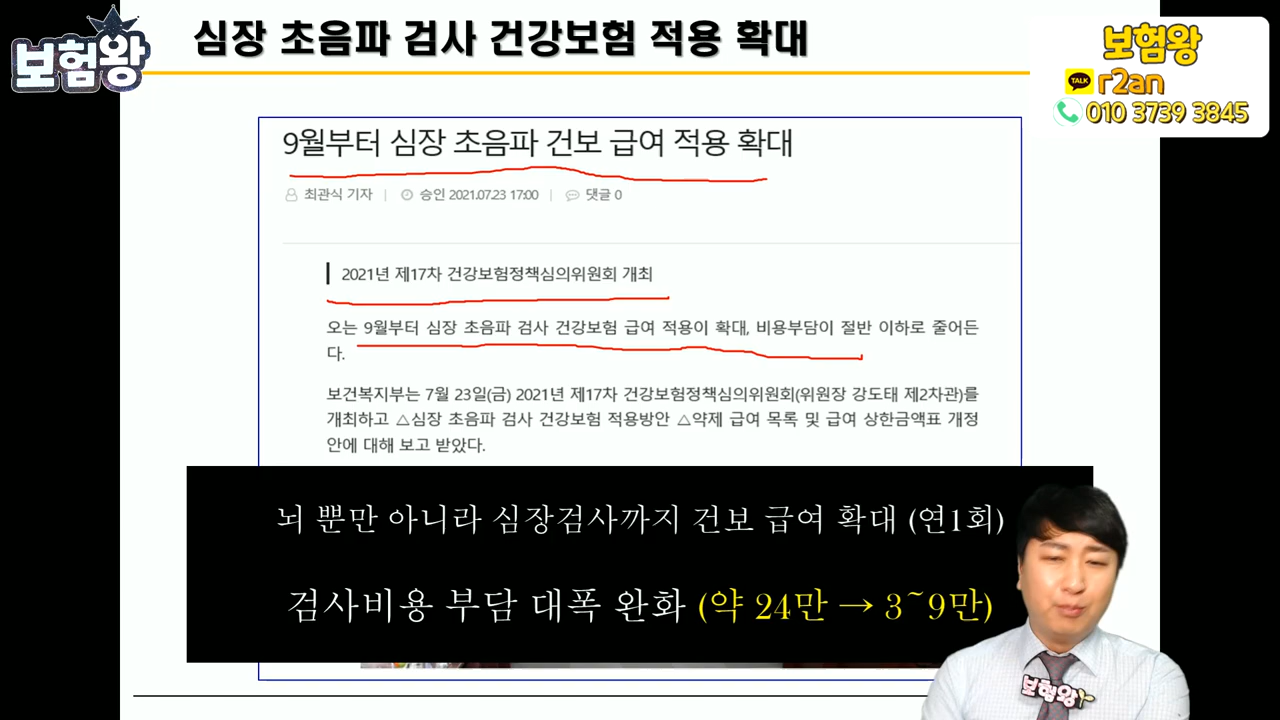 보험왕
심장 초음파 검사 건강보험 적용 확대
보험왕
TALK r2an
010 3739 3845
9월부터 심장 초음파 건보 급여 적용 확대
최관식 기자 | 승인 2021.07.23 17:00 | 댓글 0
2021년 제17차 건강보험정책심의위원회 개최
오는 9월부터 심장 초음파 검사 건강보험 급여 적용이 확대, 비용부담이 절반 이하로 줄어든
다.
보건복지부는 7월 23일(금) 2021년 제17차 건강보험정책심의위원회(위원장 강도태 제2차관)를
개최하고 △심장 초음파 검사 건강보험 적용방안 △약제 급여 목록 및 급여 상한금액표 개정
안에 대해 보고 받았다.
뇌 뿐만 아니라 심장검사까지 건보 급여 확대 (연1회)
검사비용 부담 대폭 완화 (약 24만 → 3~9만)
보험왕